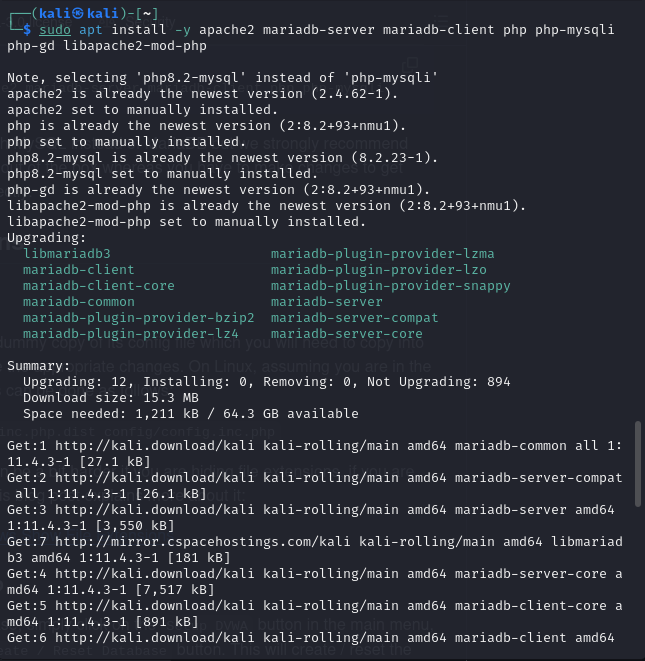 ┌──(kali㉿kali)-[~]
└─$ sudo apt install -y apache2 mariadb-server mariadb-client php php-mysqli
php-gd libapache2-mod-php
Note, selecting 'php8.2-mysql' instead of 'php-mysqli'
apache2 is already the newest version (2.4.62-1).
apache2 set to manually installed.
php is already the newest version (2:8.2+93+nmu1).
php set to manually installed.
php8.2-mysql is already the newest version (8.2.23-1).
php8.2-mysql set to manually installed.
php-gd is already the newest version (2:8.2+93+nmu1).
libapache2-mod-php is already the newest version (2:8.2+93+nmu1).
libapache2-mod-php set to manually installed.
Upgrading:
libmariadb3 mariadb-plugin-provider-lzma
mariadb-client mariadb-plugin-provider-lzo
mariadb-client-core mariadb-plugin-provider-snappy
mariadb-common mariadb-server
mariadb-plugin-provider-bzip2 mariadb-server-compat
mariadb-plugin-provider-lz4 mariadb-server-core
Summary:
Upgrading: 12, Installing: 0, Removing: 0, Not Upgrading: 894
Download size: 15.3 MB
Space needed: 1,211 kB / 64.3 GB available
Get:1 http://kali.download/kali kali-rolling/main amd64 mariadb-common all 1:
11.4.3-1 [27.1 kB]
Get:2 http://kali.download/kali kali-rolling/main amd64 mariadb-server-compat
all 1:11.4.3-1 [26.1 kB]
Get:3 http://kali.download/kali kali-rolling/main amd64 mariadb-server amd64
1:11.4.3-1 [3,550 kB]
Get:7 http://mirror.cspacehostings.com/kali kali-rolling/main amd64 libmariad
b3 amd64 1:11.4.3-1 [181 kB]
Get:4 http://kali.download/kali kali-rolling/main amd64 mariadb-server-core a
md64 1:11.4.3-1 [7,517 kB]
Get:5 http://kali.download/kali kali-rolling/main amd64 mariadb-client-core a
md64 1:11.4.3-1 [891 kB]
Get:6 http://kali.download/kali kali-rolling/main amd64 mariadb-client amd64